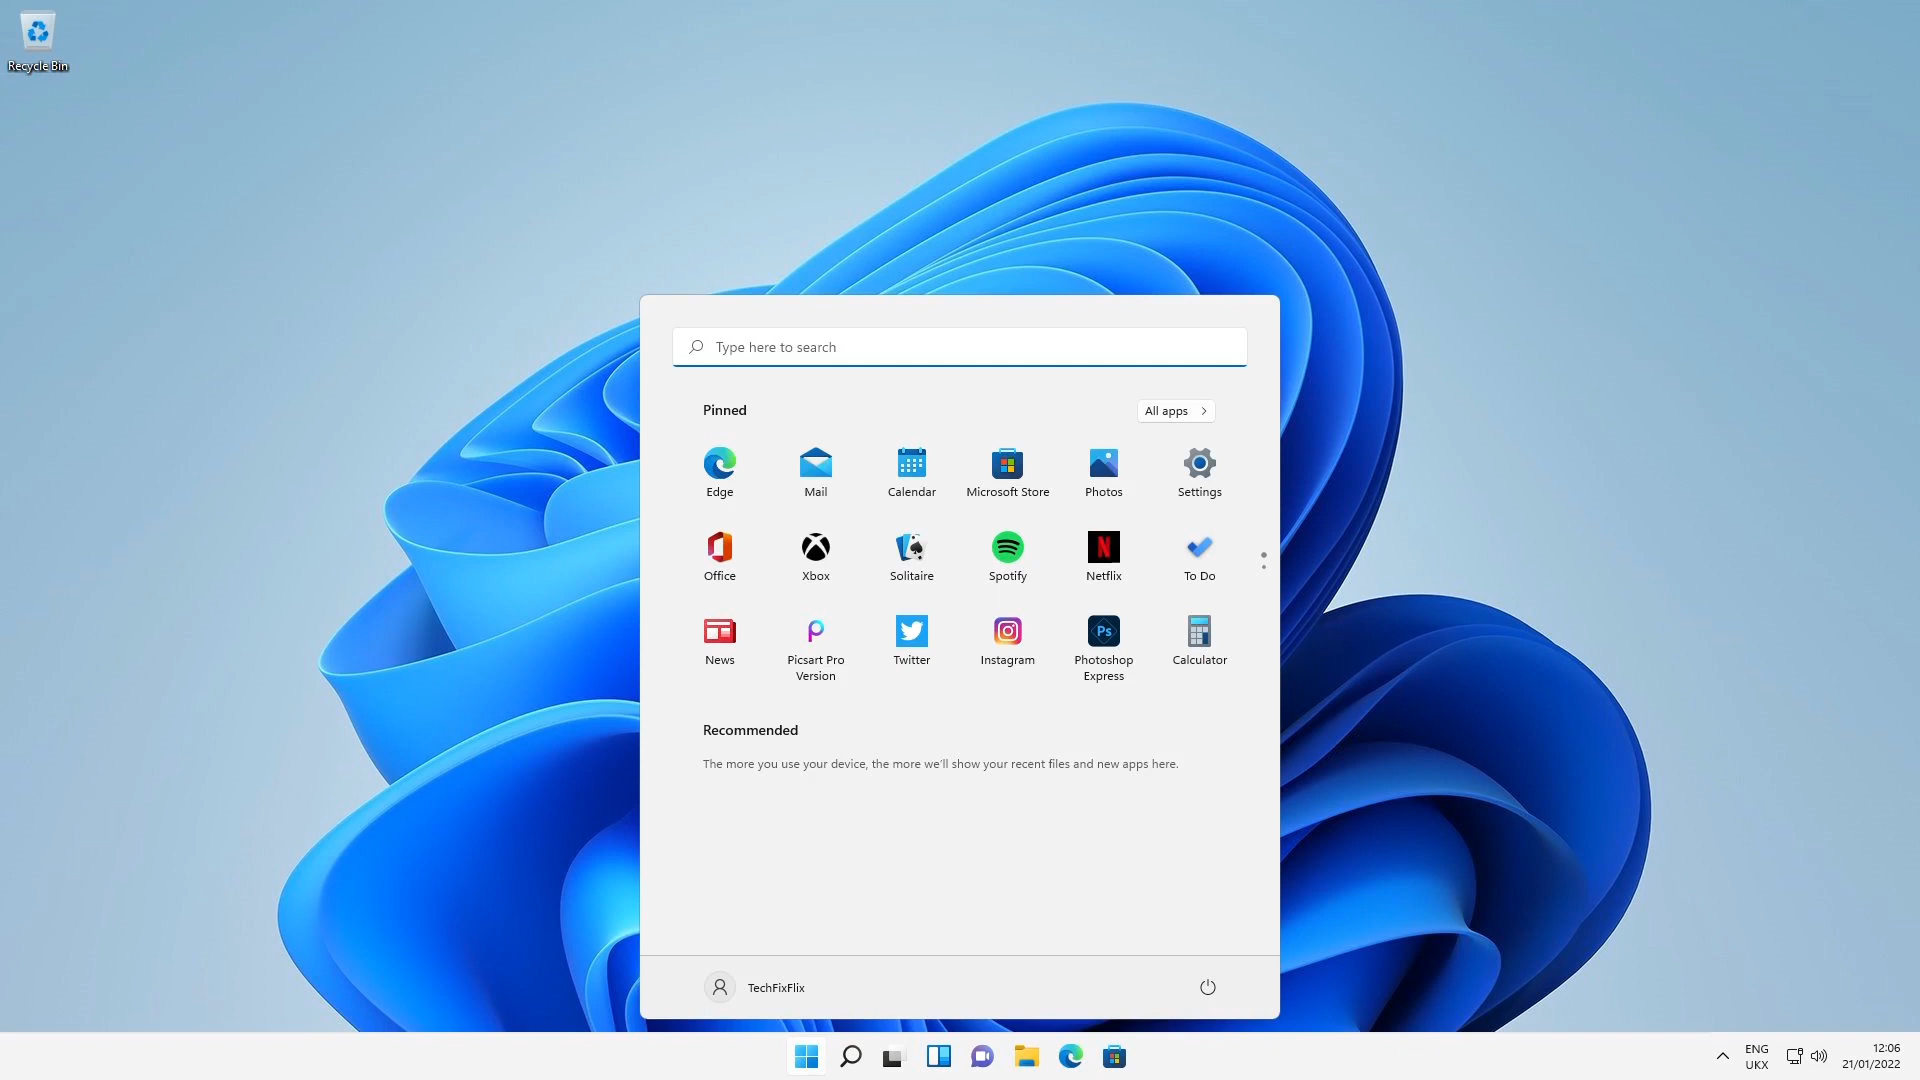 Recycle Bin
Type here to search
Pinned
All apps
Edge
Mail
Calendar
Microsoft Store
Photos
Settings
Office
Xbox
Solitaire
Spotify
Netflix
To Do
News
Picsart Pro
Version
Twitter
Instagram
Ps
Photoshop
Express
Calculator
Recommended
The more you use your device, the more we'll show your recent files and new apps here.
TechFixFlix
ENG
UKX
12:06
21/01/2022